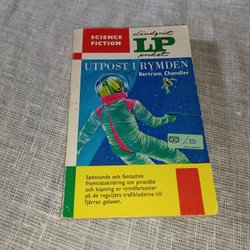 SCIENCE
FICTION
Lindqvist
LP
pocket
UTPOST I RYMDEN
Bertram Chandler
Spännande och fantastisk
framtidsskildring om piratdåd
och kapning av rymdfarkoster
på de reguljära trafiklederna till
fjärran galaxer.